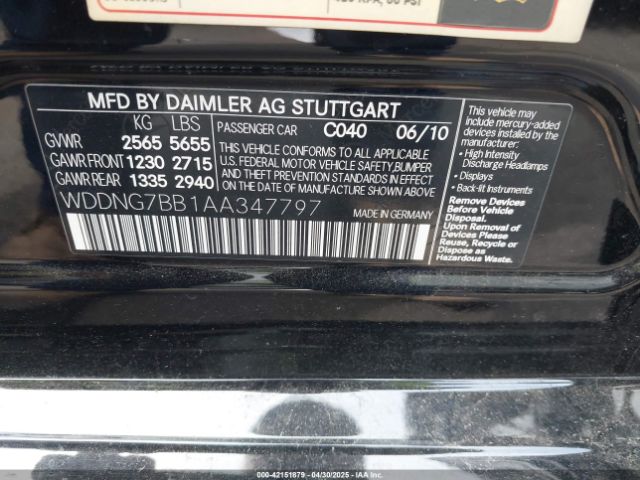 MFD BY DAIMLER AG STUTTGART
KG LBS
GVWR 2565 5655
GAWR FRONT 1230 2715
GAWR REAR 1335 2940
PASSENGER CAR C040 06/10
THIS VEHICLE CONFORMS TO ALL APPLICABLE
U.S. FEDERAL MOTOR VEHICLE SAFETY,BUMPER
AND THEFT PREVENTION STANDARDS IN EFFECT
ON THE DATE OF MANUFACTURE SHOWN ABOVE.
WDDNG7BB1AA347797
MADE IN GERMANY
This vehicle may
include mercury-added
devices installed by the
manufacturer:
• High Intensity
Discharge Headlamps
• Displays
• Back-lit Instruments
Remove Devices
Before Vehicle
Disposal.
Upon Removal of
Devices Please
Reuse, Recycle or
Dispose as
Hazardous Waste.
000-42151879 - 04/30/2025 - IAAI, Inc.